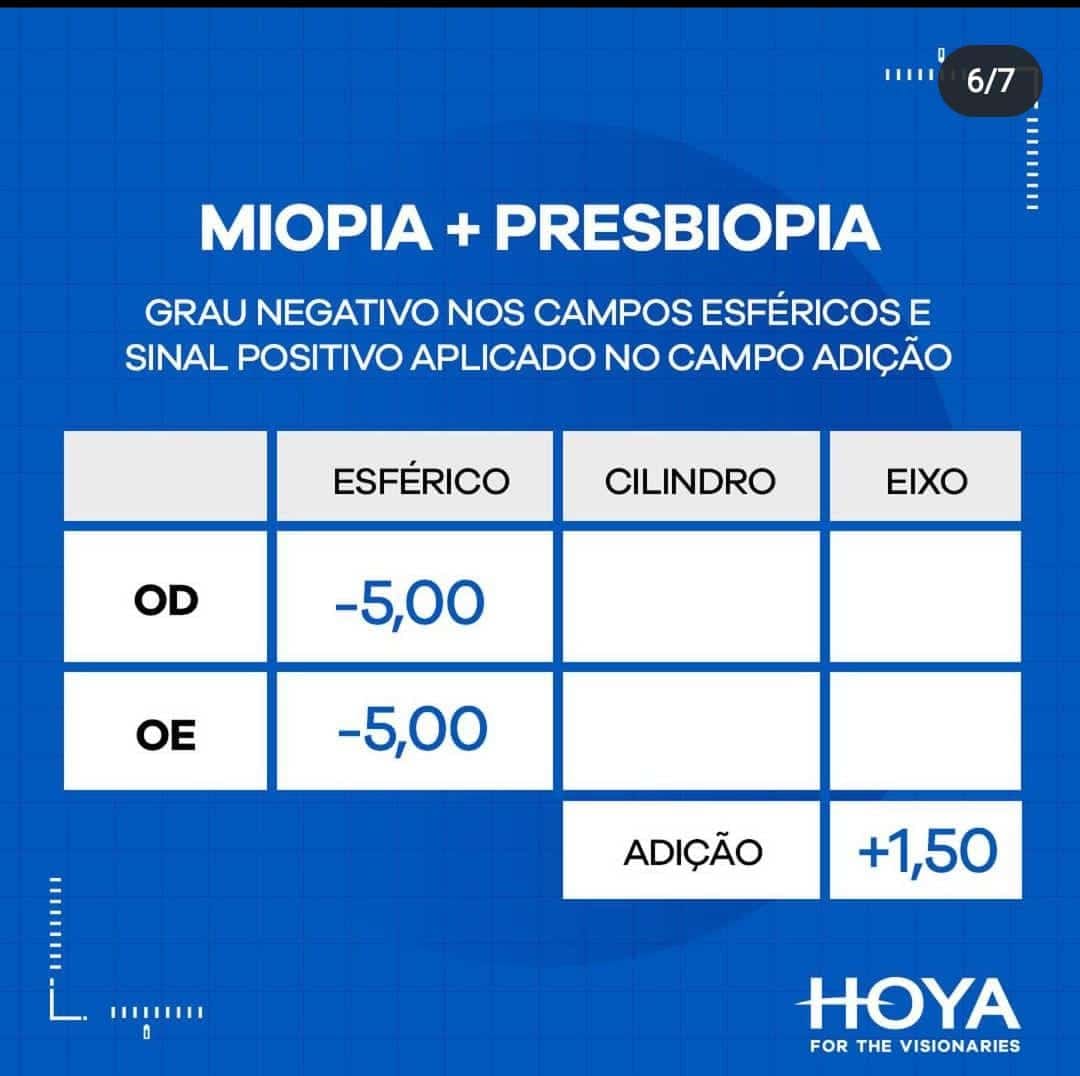 6/7
MIOPIA + PRESBIOPIA
GRAU NEGATIVO NOS CAMPOS ESFÉRICOS E
SINAL POSITIVO APLICADO NO CAMPO ADIÇÃO
ESFÉRICO CILINDRO EIXO
OD -5,00
OE -5,00
ADIÇÃO +1,50
HOYA
FOR THE VISIONARIES